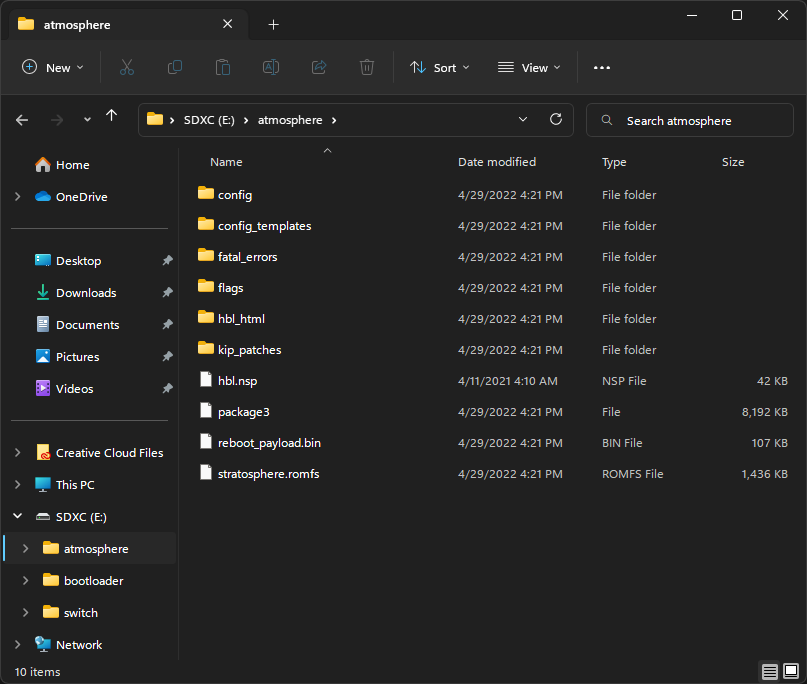 atmosphere
New Sort View
SDXC (E:) atmosphere Search atmosphere
Home
OneDrive
Desktop
Downloads
Documents
Pictures
Videos
Creative Cloud Files
This PC
SDXC (E:)
atmosphere
bootloader
switch
Network
Name Date modified Type Size
config 4/29/2022 4:21 PM File folder
config_templates 4/29/2022 4:21 PM File folder
fatal_errors 4/29/2022 4:21 PM File folder
flags 4/29/2022 4:21 PM File folder
hbl_html 4/29/2022 4:21 PM File folder
kip_patches 4/29/2022 4:21 PM File folder
hbl.nsp 4/11/2021 4:10 AM NSP File 42 KB
package3 4/29/2022 4:21 PM File 8,192 KB
reboot_payload.bin 4/29/2022 4:21 PM BIN File 107 KB
stratosphere.romfs 4/29/2022 4:21 PM ROMFS File 1,436 KB
10 items